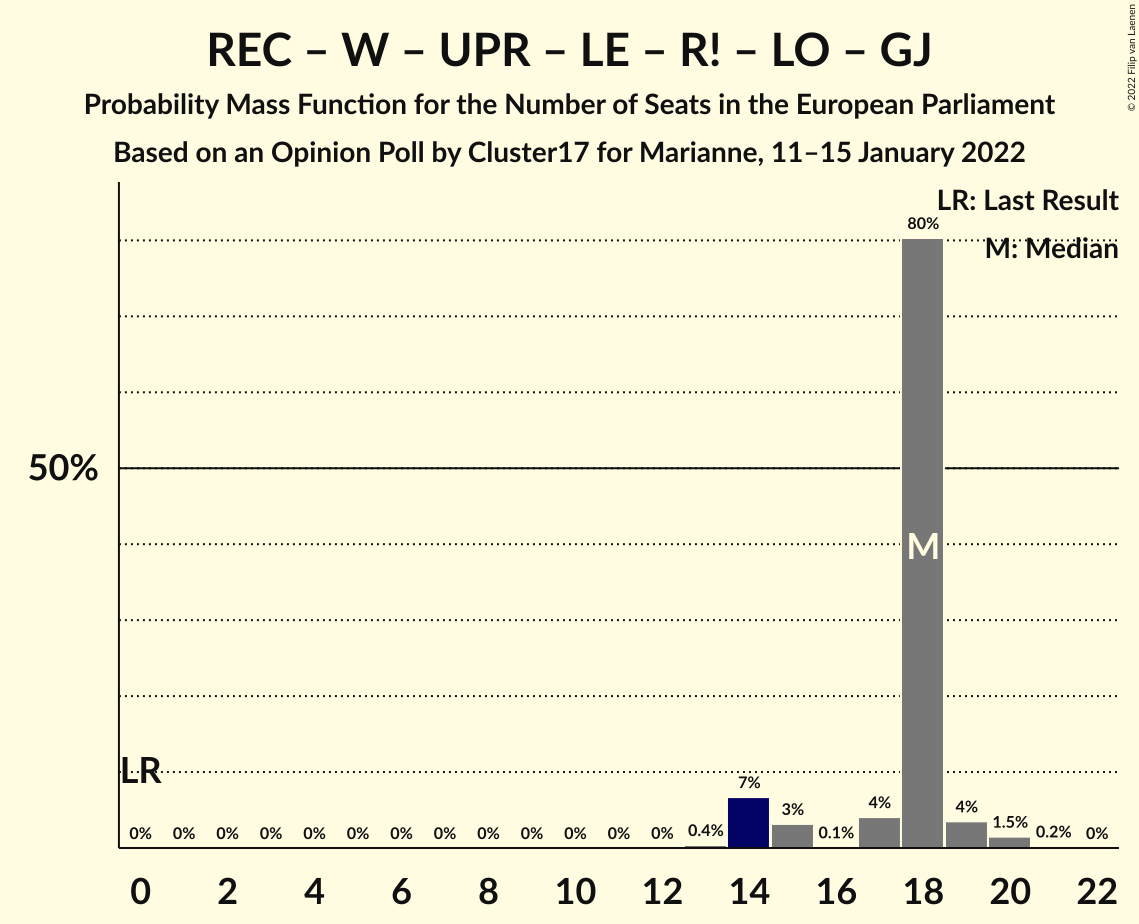 REC – W – UPR – LE – R! – LO – GJ
Probability Mass Function for the Number of Seats in the European Parliament
Based on an Opinion Poll by Cluster17 for Marianne, 11–15 January 2022
© 2022 Filip van Laenen
LR: Last Result
M: Median
80%
50%
M
LR
0% 0% 0% 0% 0% 0% 0% 0% 0% 0% 0% 0% 0% 0.4% 7% 3% 0.1% 4% 4% 1.5% 0.2% 0%
0 2 4 6 8 10 12 14 16 18 20 22